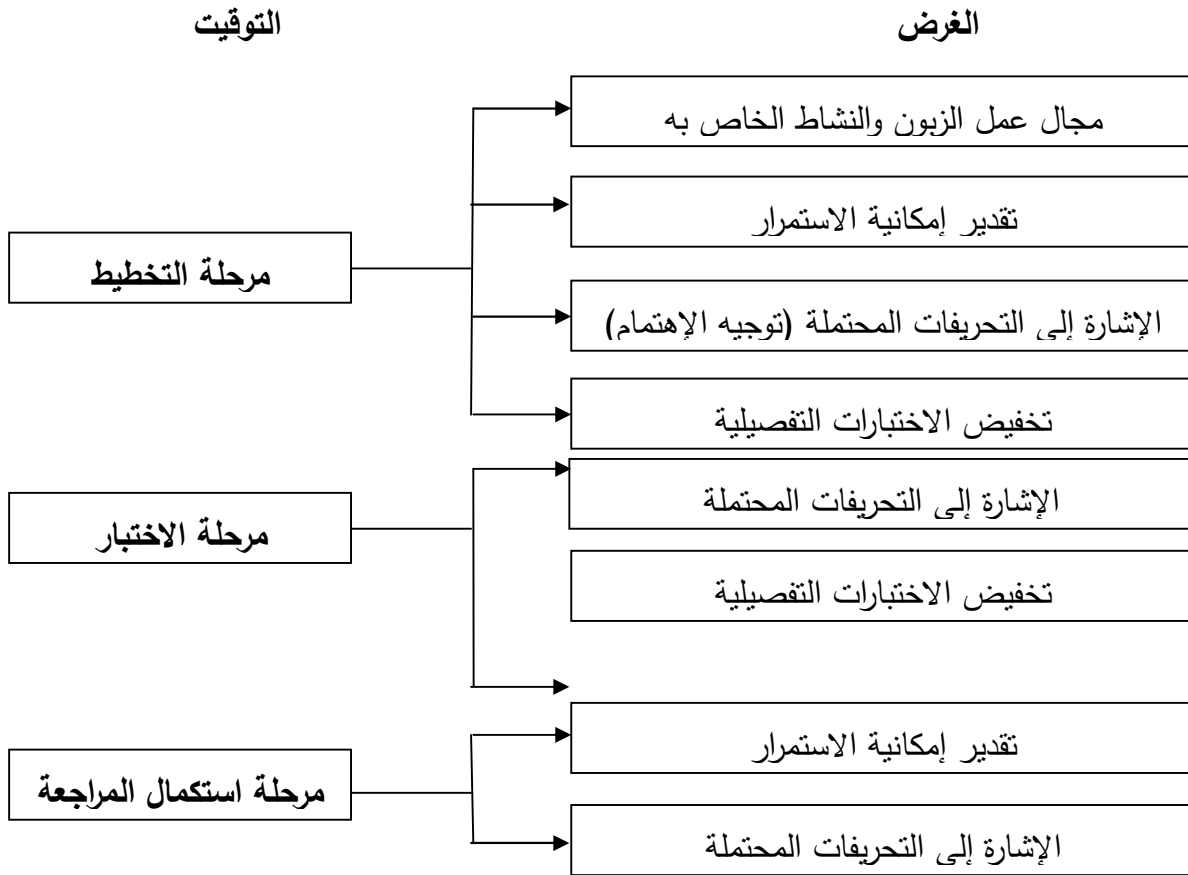 الغرض
التوقيت
مجال عمل الزبون والنشاط الخاص به
تقدير إمكانية الاستمرار
مرحلة التخطيط
الإشارة إلى التحريفات المحتملة (توجيه الإهتمام)
تخفيض الاختبارات التفصيلية
الإشارة إلى التحريفات المحتملة
مرحلة الاختبار
تخفيض الاختبارات التفصيلية
تقدير إمكانية الاستمرار
مرحلة استكمال المراجعة
الإشارة إلى التحريفات المحتملة